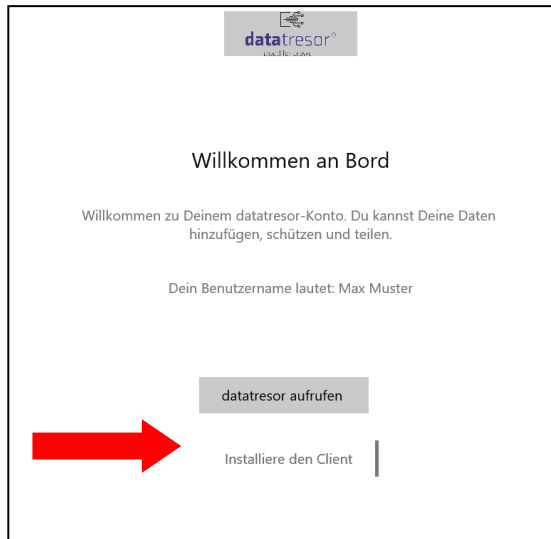 datatresor®
Willkommen an Bord
Willkommen zu Deinem datatresor-Konto. Du kannst Deine Daten
hinzufügen, schützen und teilen.
Dein Benutzername lautet: Max Muster
datatresor aufrufen
Installiere den Client